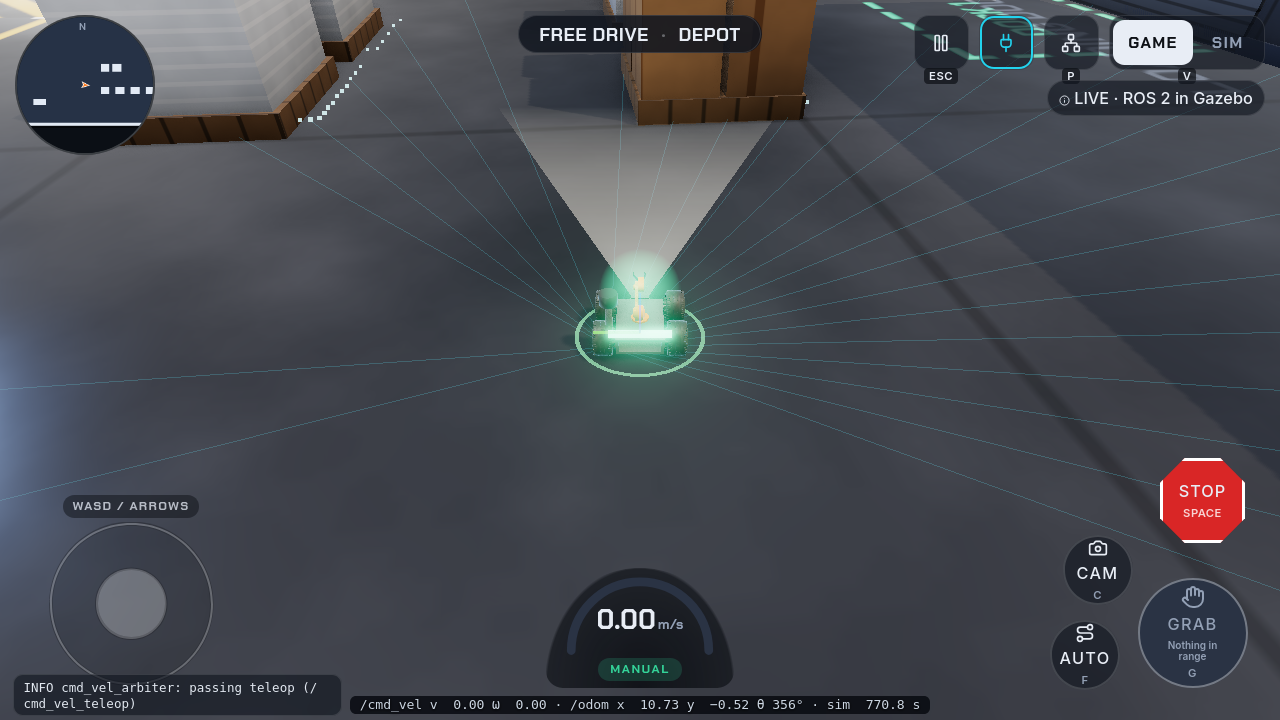 N
FREE DRIVE · DEPOT
ESC
P
GAME
SIM
V
LIVE · ROS 2 in Gazebo
WASD / ARROWS
STOP
SPACE
CAM
C
GRAB
Nothing in
range
G
AUTO
F
0.00 m/s
MANUAL
INFO cmd_vel_arbiter: passing teleop (/
cmd_vel_teleop)
/cmd_vel v 0.00 ω 0.00 · /odom x 10.73 y −0.52 θ 356° · sim 770.8 s